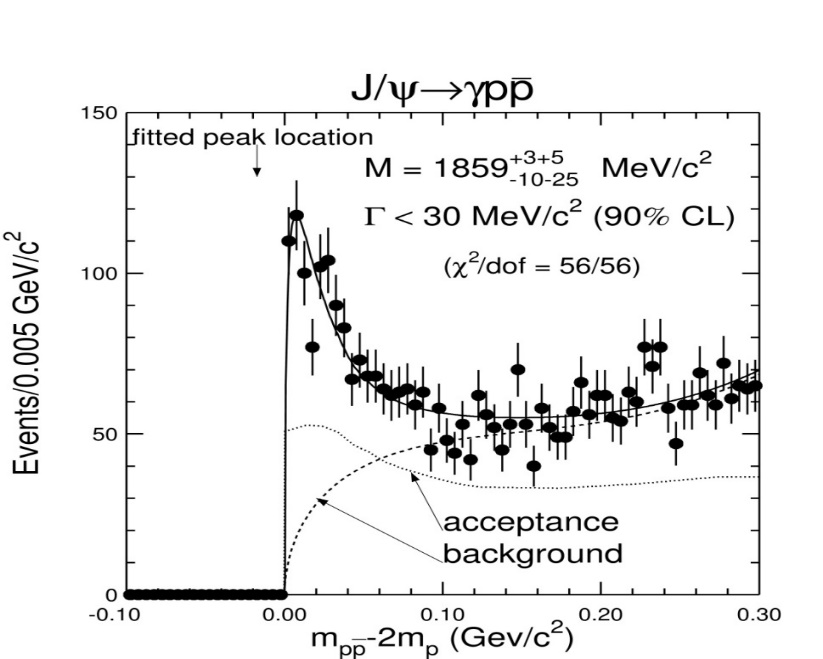 J/ψ→γpp̅
150
fitted peak location
M = 1859 +3+5 -10-25 MeV/c²
Γ < 30 MeV/c² (90% CL)
(χ²/dof = 56/56)
100
50
0
Events/0.005 GeV/c²
acceptance
background
-0.10 0.00 0.10 0.20 0.30
m_pp̅-2m_p (Gev/c²)